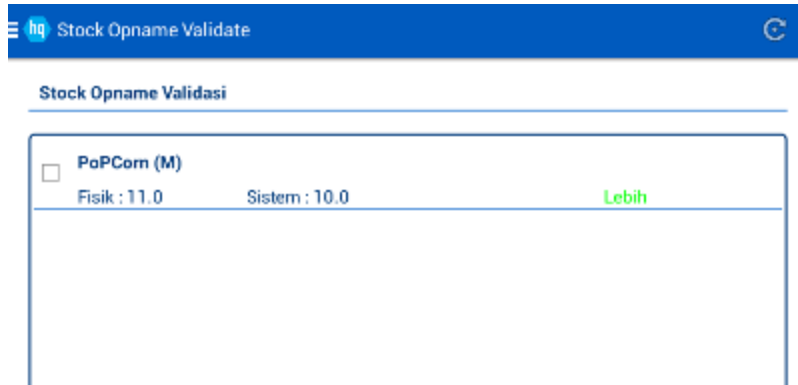 hq Stock Opname Validate
Stock Opname Validasi
PoPCorn (M)
Fisik : 11.0 Sistem : 10.0 Lebih